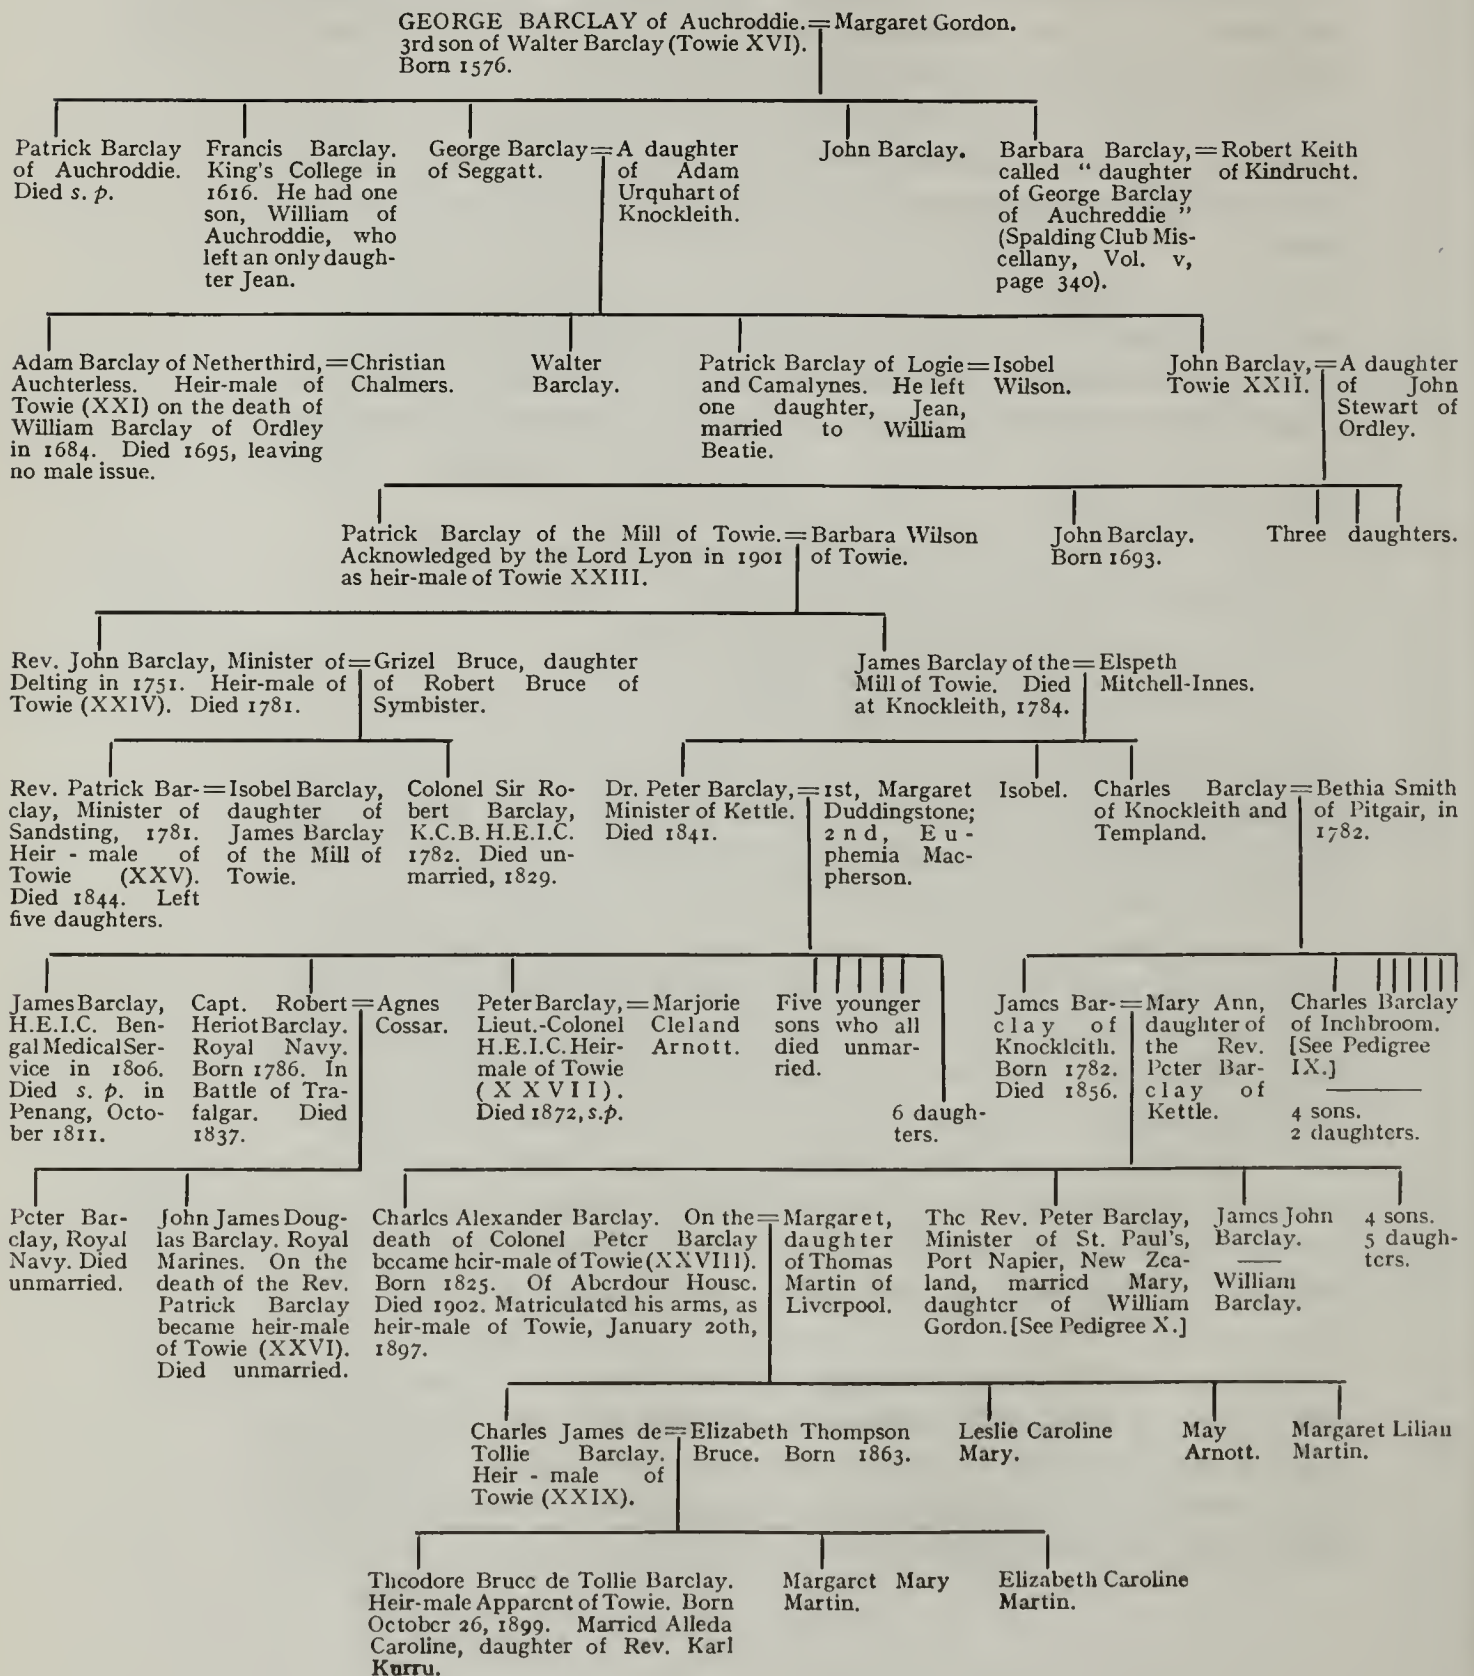 GEORGE BARCLAY of Auchroddie.=Margaret Gordon.
3rd son of Walter Barclay (Towie XVI).
Born 1576.
Patrick Barclay
of Auchroddie.
Died s. p.
Francis Barclay.
King's College in
1616. He had one
son, William of
Auchroddie, who
left an only daugh-
ter Jean.
George Barclay=A daughter
of Seggatt.
of Adam
Urquhart of
Knockleith.
John Barclay.
Barbara Barclay,=Robert Keith
called "daughter
of Kindrucht.
of George Barclay
of Auchreddie"
(Spalding Club Mis-
cellany, Vol. v,
page 340).
Adam Barclay of Netherthird,=Christian
Auchterless. Heir-male of
Chalmers.
Towie (XXI) on the death of
William Barclay of Ordley
in 1684. Died 1695, leaving
no male issue.
Walter
Barclay.
Patrick Barclay of Logie=Isobel
and Camalynes. He left
Wilson.
one daughter, Jean,
married to William
Beatie.
John Barclay,=A daughter
Towie XXII.
of John
Stewart of
Ordley.
Patrick Barclay of the Mill of Towie.=Barbara Wilson
Acknowledged by the Lord Lyon in 1901
of Towie.
as heir-male of Towie XXIII.
John Barclay.
Born 1693.
Three daughters.
Rev. John Barclay, Minister of=Grizel Bruce, daughter
Delting in 1751. Heir-male of
of Robert Bruce of
Towie (XXIV). Died 1781.
Symbister.
James Barclay of the=Elspeth
Mill of Towie. Died
Mitchell-Innes.
at Knockleith, 1784.
Rev. Patrick Bar-=Isobel Barclay,
clay, Minister of
daughter of
Sandsting, 1781.
James Barclay
Heir-male of
of the Mill of
Towie (XXV).
Towie.
Died 1844. Left
five daughters.
Colonel Sir Ro-
bert Barclay,
K.C.B. H.E.I.C.
1782. Died un-
married, 1829.
Dr. Peter Barclay,=1st, Margaret
Minister of Kettle.
Duddingstone;
Died 1841.
2nd, Eu-
phemia Mac-
pherson.
Isobel.
Charles Barclay=Bethia Smith
of Knockleith and
of Pitgair, in
Templand.
1782.
James Barclay,
H.E.I.C. Ben-
gal Medical Ser-
vice in 1806.
Died s. p. in
Penang, Octo-
ber 1811.
Capt. Robert=Agnes
Heriot Barclay.
Cossar.
Royal Navy.
Born 1786. In
Battle of Tra-
falgar. Died
1837.
Peter Barclay,=Marjorie
Lieut.-Colonel
Cleland
H.E.I.C. Heir-
Arnott.
male of Towie
(XXVII).
Died 1872, s.p.
Five younger
sons who all
died unmar-
ried.
6 daugh-
ters.
James Bar-=Mary Ann,
clay of
daughter of
Knockleith.
the Rev.
Born 1782.
Peter Bar-
Died 1856.
clay of
Kettle.
Charles Barclay
of Inchbroom.
[See Pedigree
IX.]
4 sons.
2 daughters.
Peter Bar-
clay, Royal
Navy. Died
unmarried.
John James Doug-
las Barclay. Royal
Marines. On the
death of the Rev.
Patrick Barclay
became heir-male
of Towie (XXVI).
Died unmarried.
Charles Alexander Barclay. On the=Margaret,
death of Colonel Peter Barclay
daughter
became heir-male of Towie (XXVIII).
of Thomas
Born 1825. Of Aberdour House.
Martin of
Died 1902. Matriculated his arms, as
Liverpool.
heir-male of Towie, January 20th,
1897.
The Rev. Peter Barclay,
Minister of St. Paul's,
Port Napier, New Zea-
land, married Mary,
daughter of William
Gordon. [See Pedigree X.]
James John
Barclay.
William
Barclay.
4 sons.
5 daugh-
ters.
Charles James de=Elizabeth Thompson
Tollie Barclay.
Bruce. Born 1863.
Heir-male of
Towie (XXIX).
Leslie Caroline
Mary.
May
Arnott.
Margaret Lilian
Martin.
Theodore Bruce de Tollie Barclay.
Heir-male Apparent of Towie. Born
October 26, 1899. Married Alleda
Caroline, daughter of Rev. Karl
Kurru.
Margaret Mary
Martin.
Elizabeth Caroline
Martin.